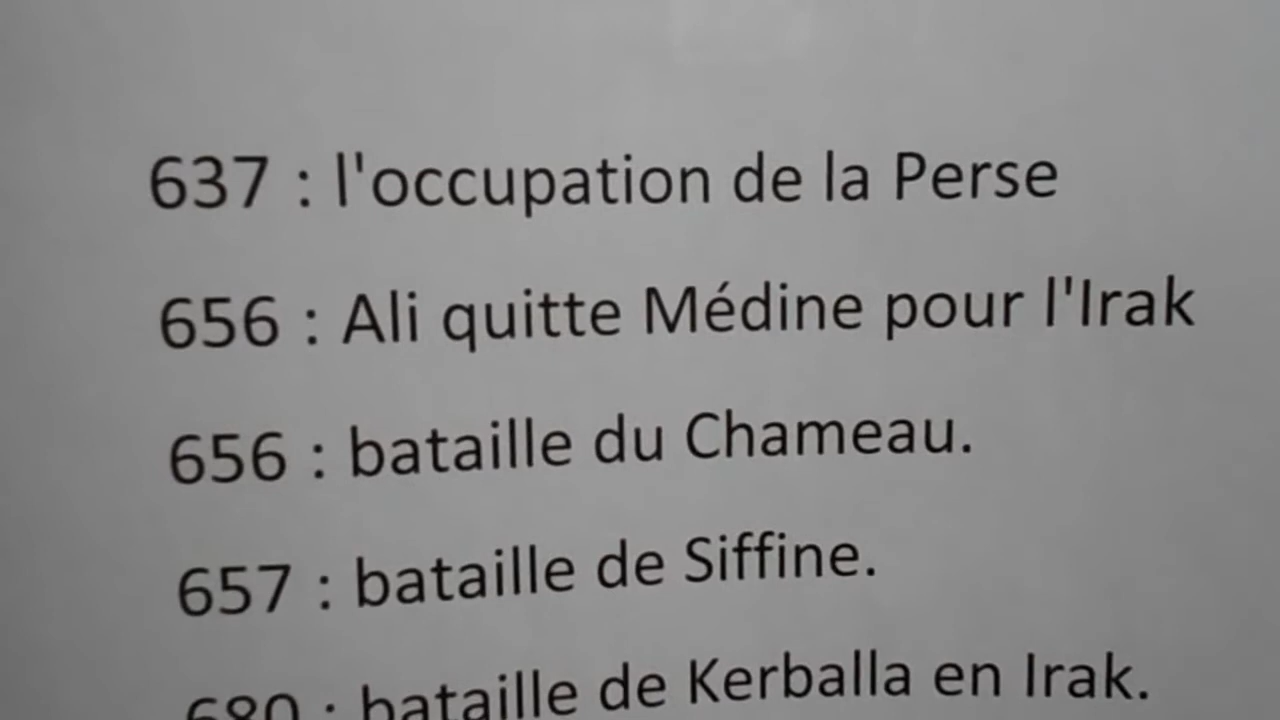 637 : l'occupation de la Perse
656 : Ali quitte Médine pour l'Irak
656 : bataille du Chameau.
657 : bataille de Siffine.
680 : bataille de Kerballa en Irak.